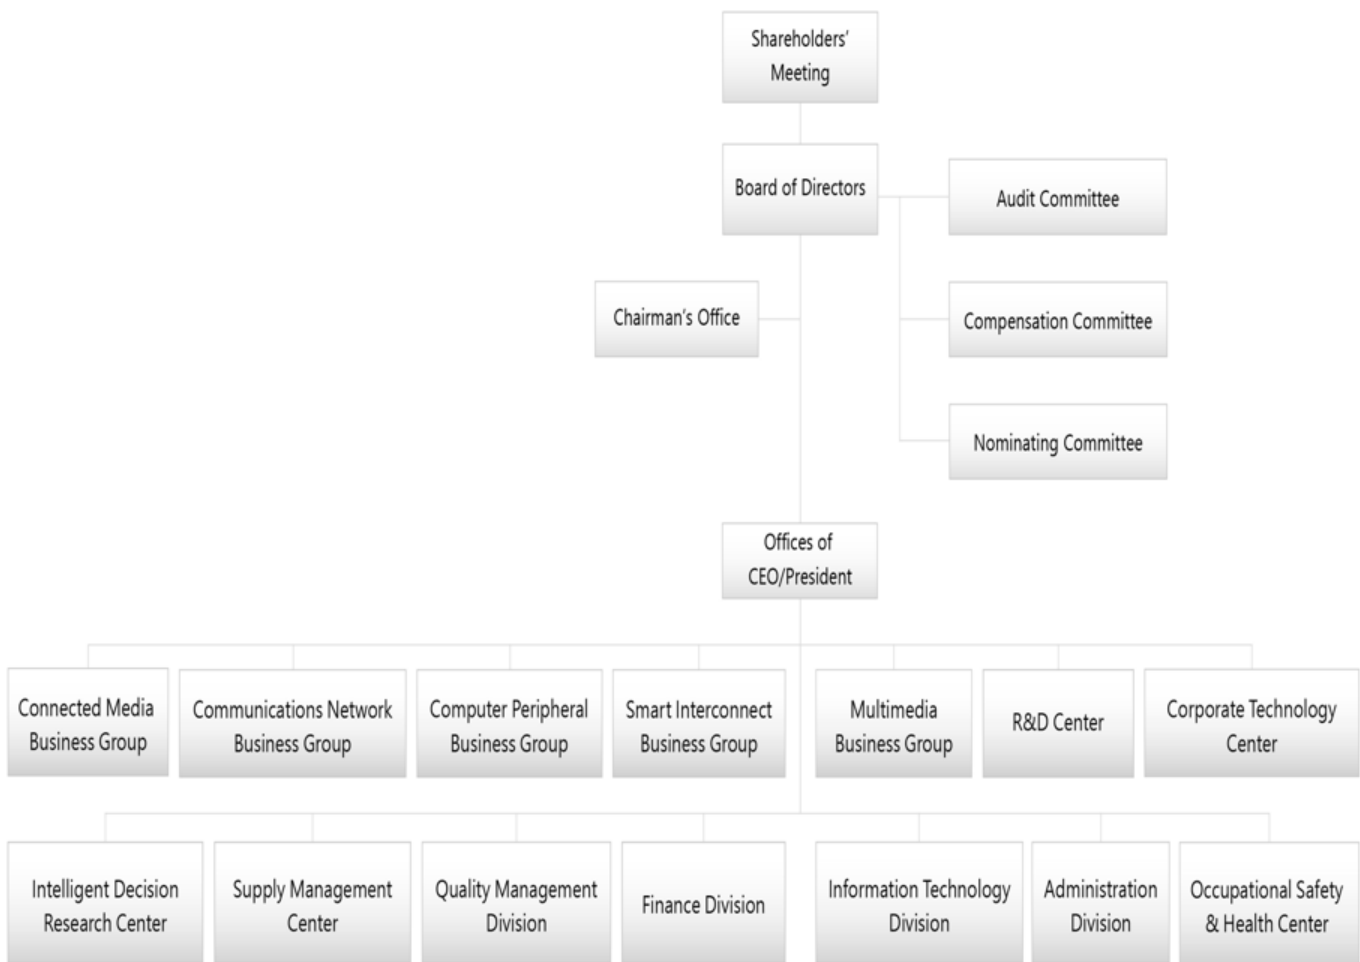 Shareholders’
Meeting
Board of Directors
Audit Committee
Chairman’s Office
Compensation Committee
Nominating Committee
Offices of
CEO/President
Connected Media
Business Group
Communications Network
Business Group
Computer Peripheral
Business Group
Smart Interconnect
Business Group
Multimedia
Business Group
R&D Center
Corporate Technology
Center
Intelligent Decision
Research Center
Supply Management
Center
Quality Management
Division
Finance Division
Information Technology
Division
Administration
Division
Occupational Safety
& Health Center